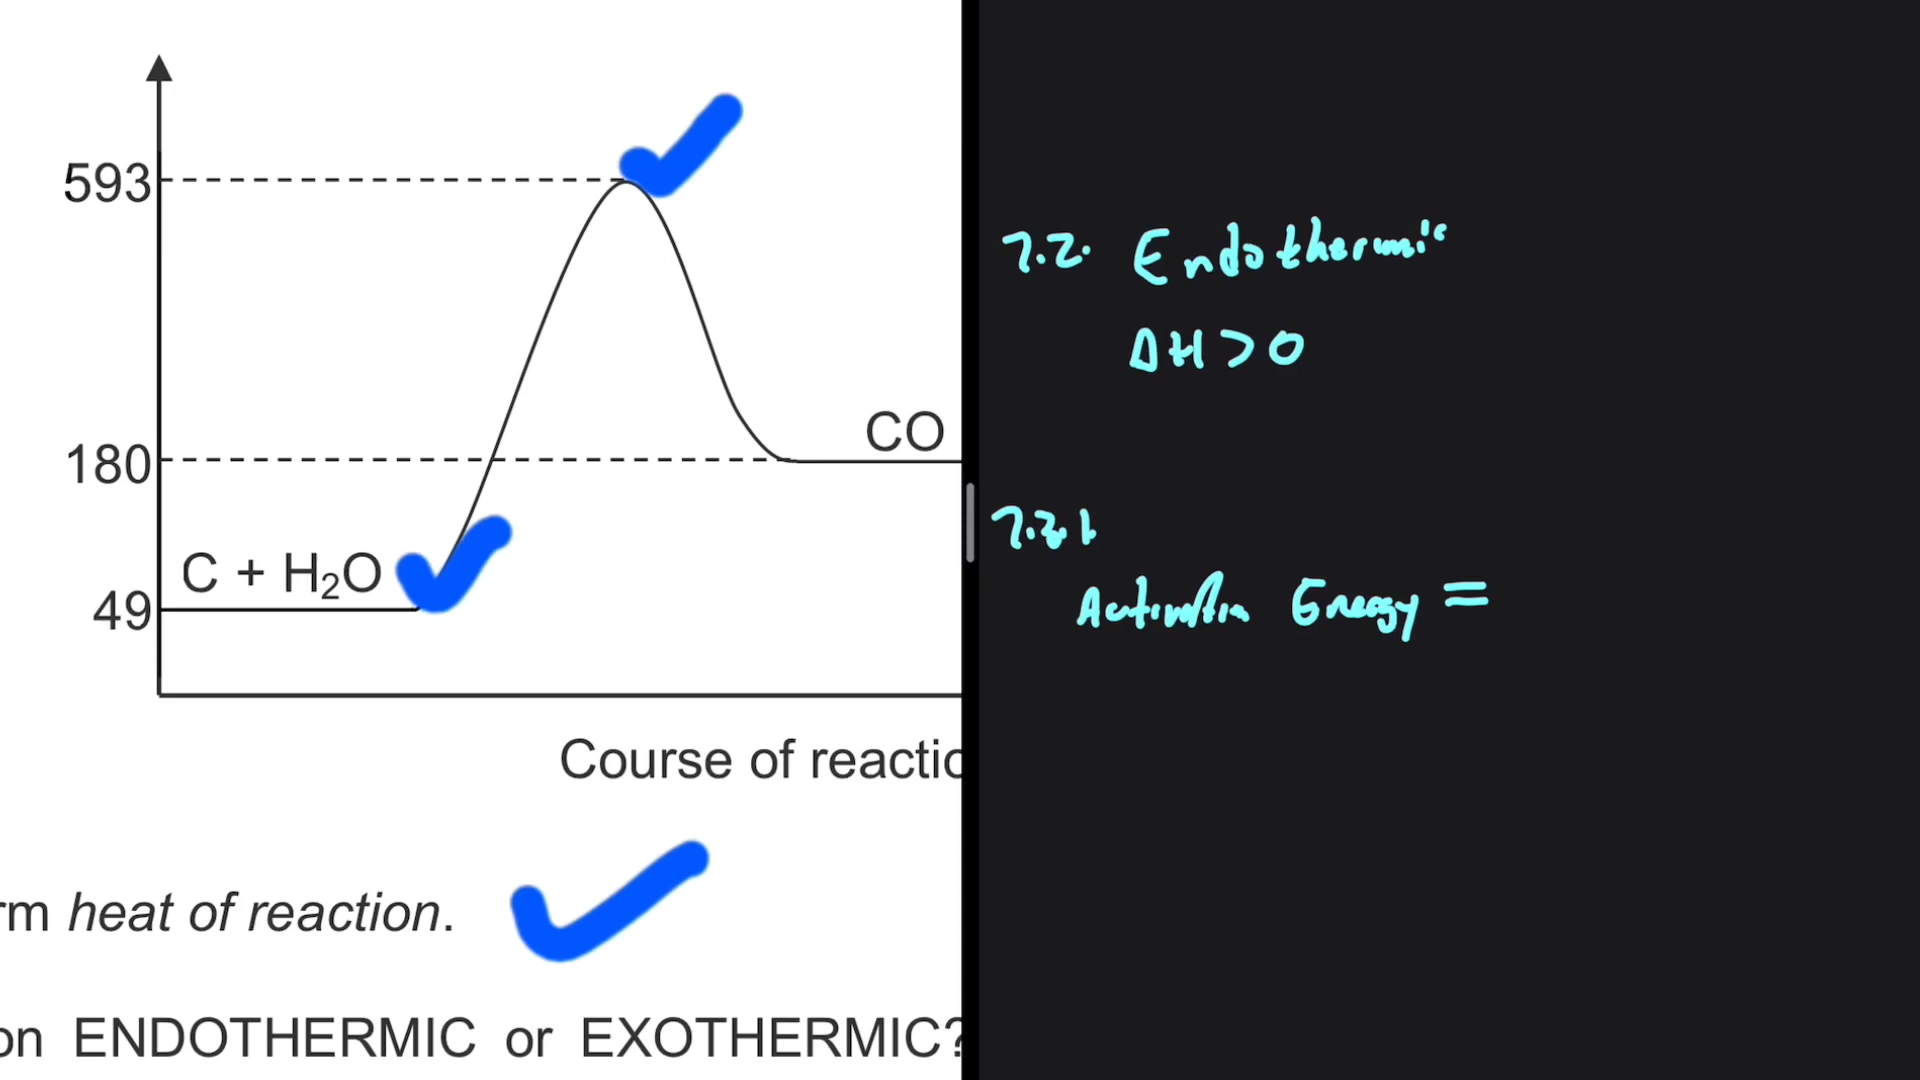 593
180
CO
C + H₂O
49
Course of reactio
rm heat of reaction.
on ENDOTHERMIC or EXOTHERMIC?
7.2. Endothermic
ΔH > 0
7.3.1
Activation Energy =